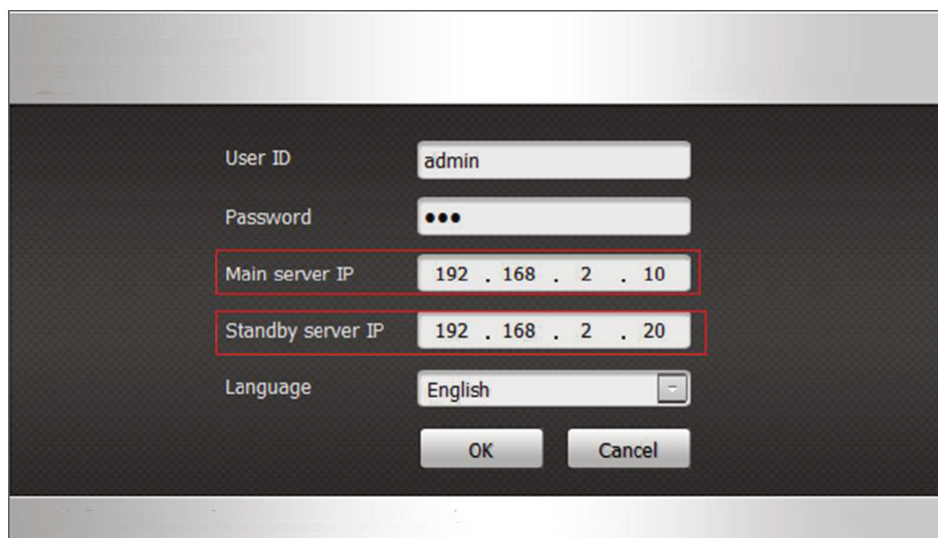 User ID admin
Password •••
Main server IP 192 . 168 . 2 . 10
Standby server IP 192 . 168 . 2 . 20
Language English
OK Cancel